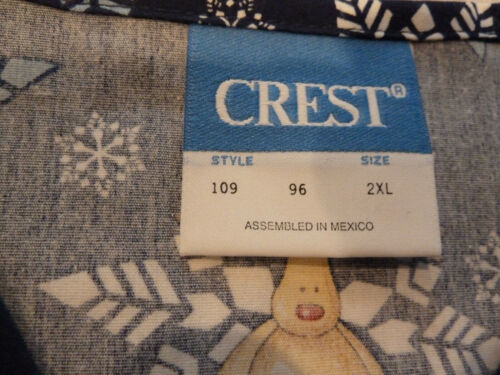 CREST®
STYLE SIZE
109 96 2XL
ASSEMBLED IN MEXICO